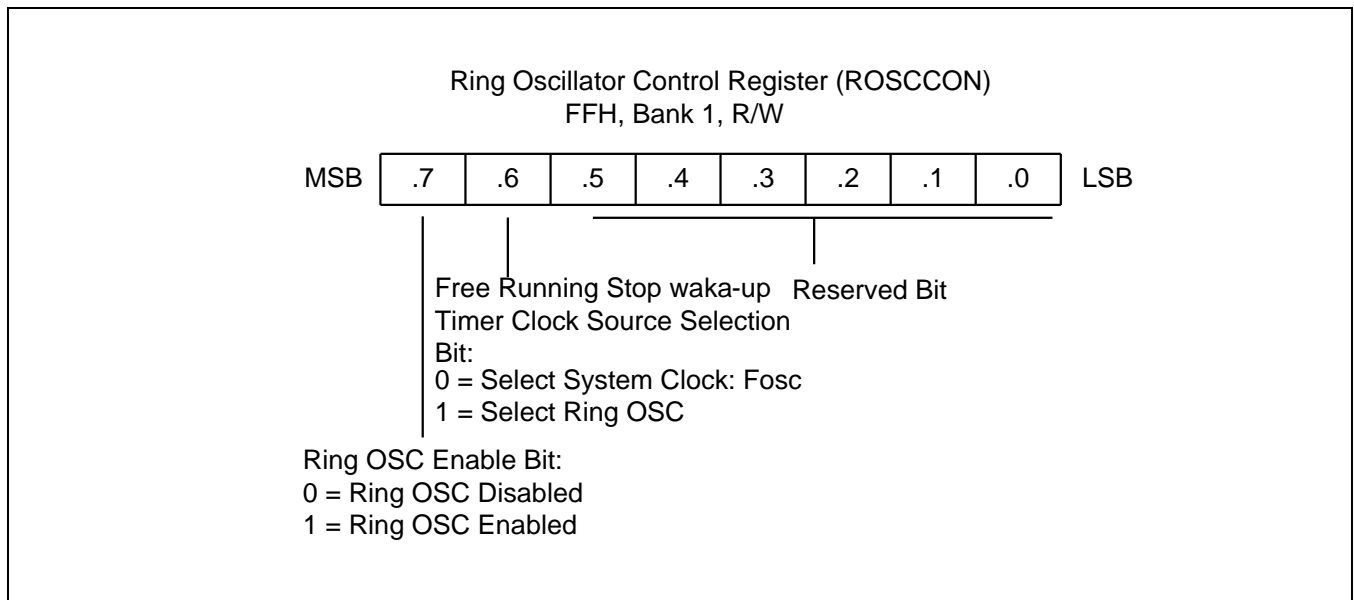 Ring Oscillator Control Register (ROSCCON)
FFH, Bank 1, R/W
MSB .7 .6 .5 .4 .3 .2 .1 .0 LSB
Free Running Stop waka-up
Timer Clock Source Selection
Bit:
0 = Select System Clock: Fosc
1 = Select Ring OSC
Reserved Bit
Ring OSC Enable Bit:
0 = Ring OSC Disabled
1 = Ring OSC Enabled